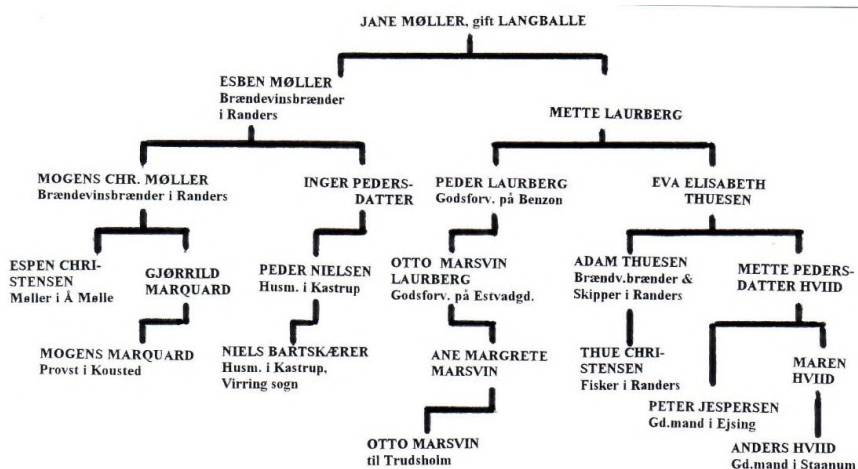 JANE MØLLER, gift LANGBALLE
ESBEN MØLLER
Brændevinsbrænder
i Randers
METTE LAURBERG
MOGENS CHR. MØLLER
Brændevinsbrænder i Randers
INGER PEDERS-
DATTER
PEDER LAURBERG
Godsforv. på Benzon
EVA ELISABETH
THUESEN
ESPEN CHRI-
STENSEN
Møller i Å Mølle
GJØRRILD
MARQUARD
PEDER NIELSEN
Husm. i Kastrup
OTTO MARSVIN
LAURBERG
Godsforv. på Estvadgd.
ADAM THUESEN
Brændv.brænder &
Skipper i Randers
METTE PEDERS-
DATTER HVIID
MOGENS MARQUARD
Provst i Kousted
NIELS BARTSKÆRER
Husm. i Kastrup,
Virring sogn
ANE MARGRETE
MARSVIN
THUE CHRI-
STENSEN
Fisker i Randers
MAREN
HVIID
PETER JESPERSEN
Gd.mand i Ejsing
OTTO MARSVIN
til Trudsholm
ANDERS HVIID
Gd.mand i Staanum